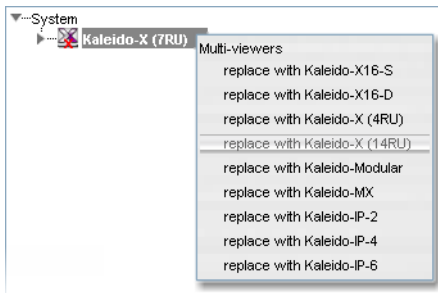 System
Kaleido-X (7RU)
Multi-viewers
replace with Kaleido-X16-S
replace with Kaleido-X16-D
replace with Kaleido-X (4RU)
replace with Kaleido-X (14RU)
replace with Kaleido-Modular
replace with Kaleido-MX
replace with Kaleido-IP-2
replace with Kaleido-IP-4
replace with Kaleido-IP-6